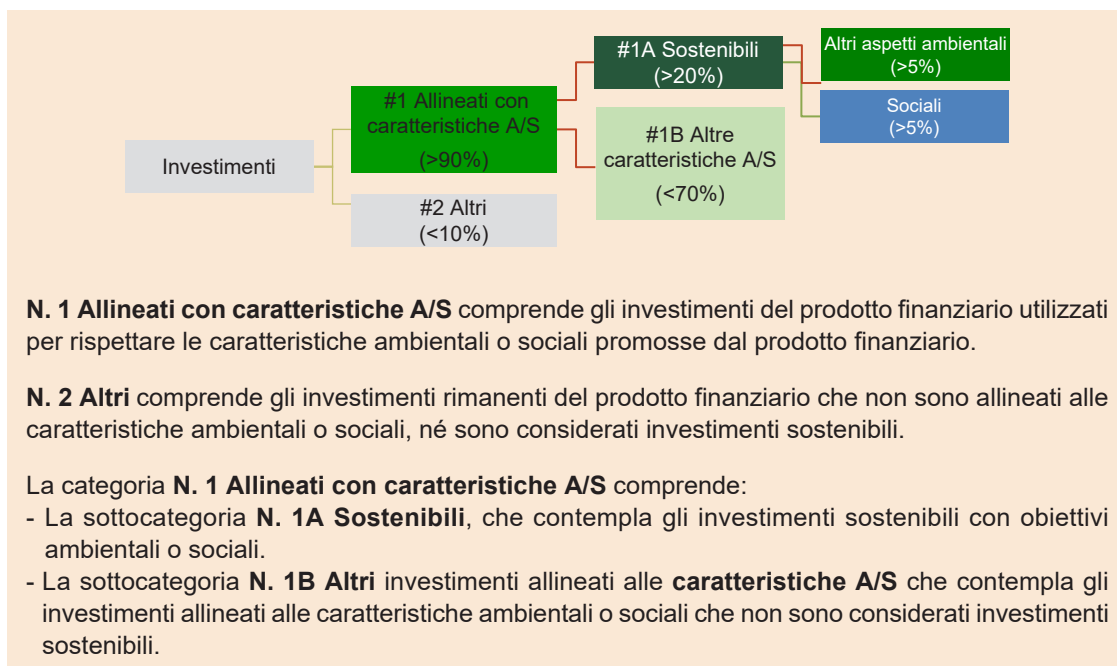 #1A Sostenibili
(>20%)
Altri aspetti ambientali
(>5%)
#1 Allineati con
caratteristiche A/S
(>90%)
Sociali
(>5%)
#1B Altre
caratteristiche A/S
(<70%)
Investimenti
#2 Altri
(<10%)
N. 1 Allineati con caratteristiche A/S comprende gli investimenti del prodotto finanziario utilizzati
per rispettare le caratteristiche ambientali o sociali promosse dal prodotto finanziario.
N. 2 Altri comprende gli investimenti rimanenti del prodotto finanziario che non sono allineati alle
caratteristiche ambientali o sociali, né sono considerati investimenti sostenibili.
La categoria N. 1 Allineati con caratteristiche A/S comprende:
- La sottocategoria N. 1A Sostenibili, che contempla gli investimenti sostenibili con obiettivi
ambientali o sociali.
- La sottocategoria N. 1B Altri investimenti allineati alle caratteristiche A/S che contempla gli
investimenti allineati alle caratteristiche ambientali o sociali che non sono considerati investimenti
sostenibili.